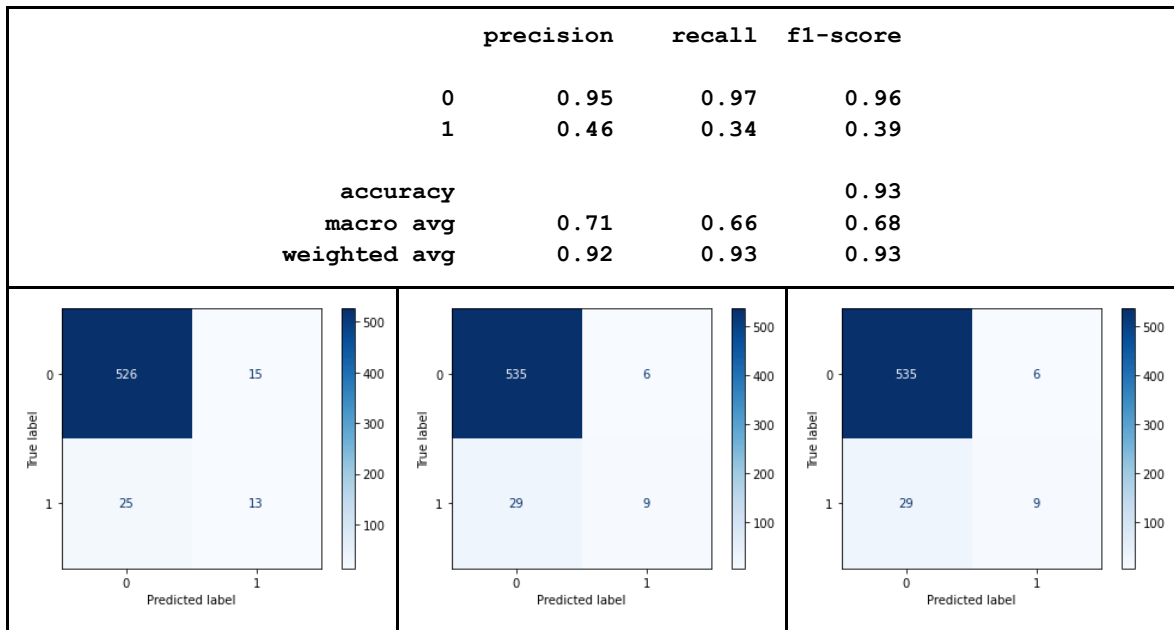 precision recall f1-score
0 0.95 0.97 0.96
1 0.46 0.34 0.39
accuracy 0.93
macro avg 0.71 0.66 0.68
weighted avg 0.92 0.93 0.93
0 526 15
1 25 13
0 1
True label
Predicted label
500
400
300
200
100
0 535 6
1 29 9
0 1
True label
Predicted label
500
400
300
200
100
0 535 6
1 29 9
0 1
True label
Predicted label
500
400
300
200
100